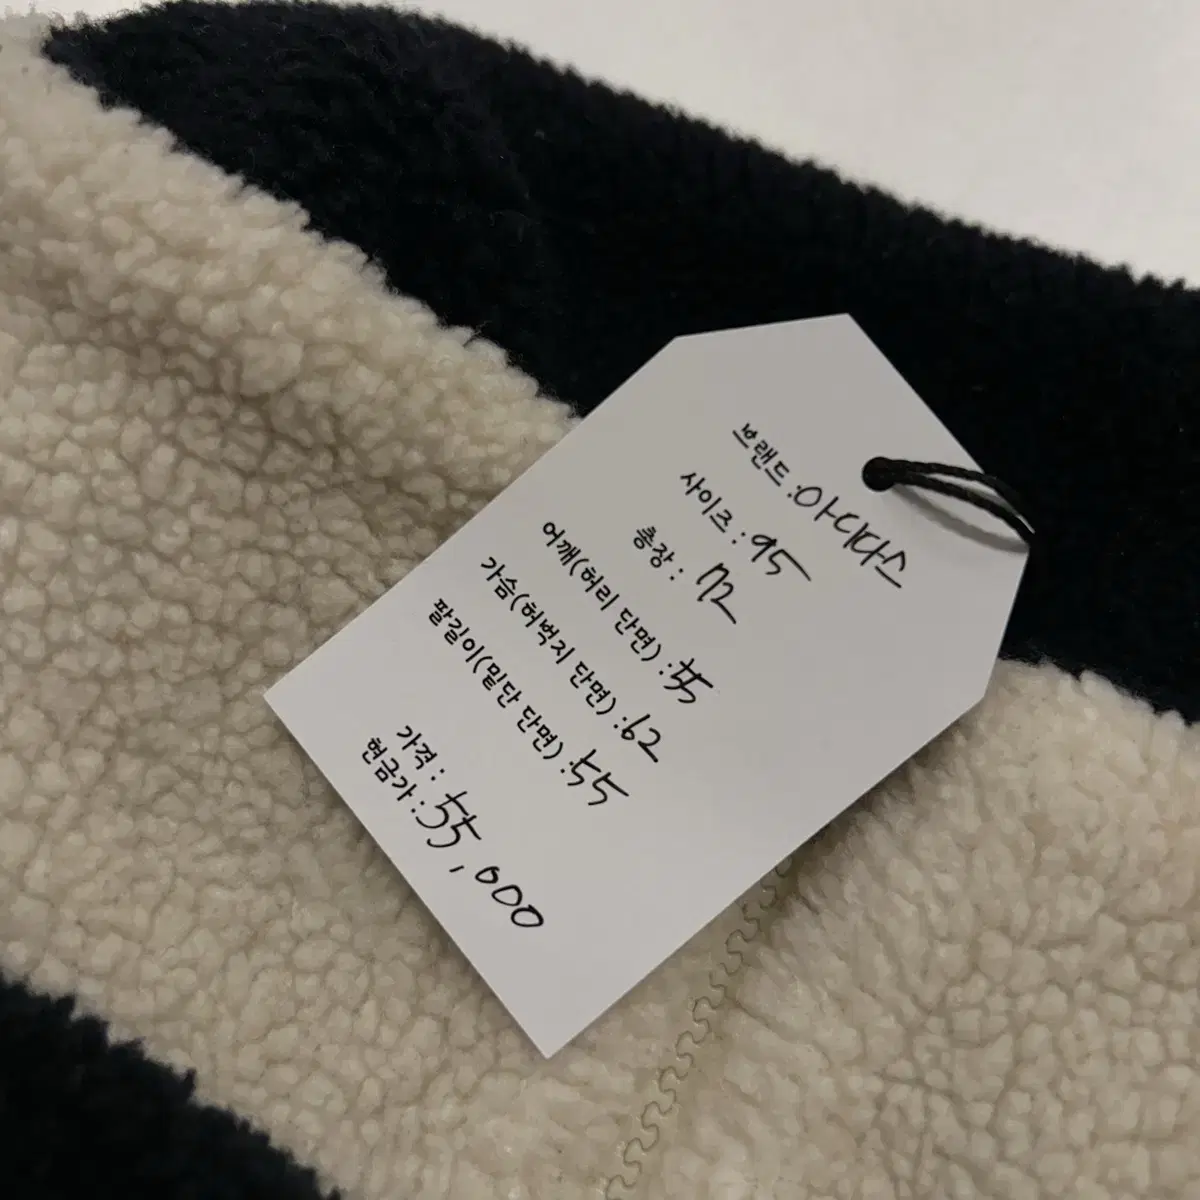 브랜드 : 아디다스
사이즈 : 95
총장 : 72
어깨(허리 단면) :
가슴(허벅지 단면) : 62
팔길이(밑단 단면) : 55
가격 :
현금가 : 55,000